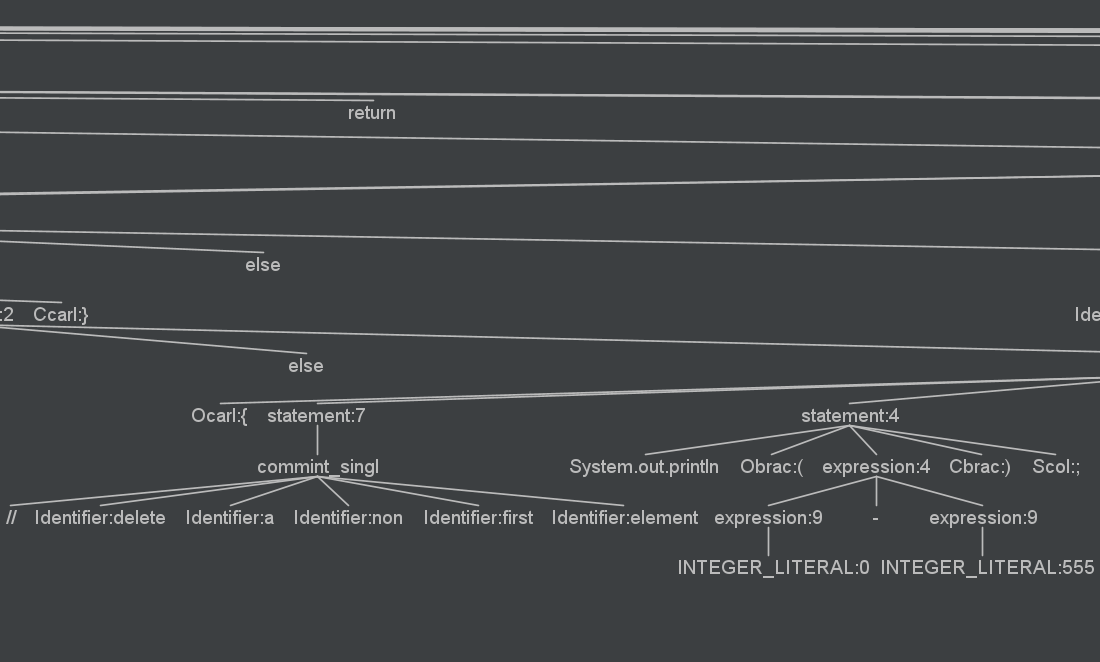 return
else
:2 Ccarl:}
Ide
else
Ocarl:{ statement:7 statement:4
commint_singl System.out.println Obrac:( expression:4 Cbrac:) Scol:;
// Identifier:delete Identifier:a Identifier:non Identifier:first Identifier:element expression:9 - expression:9
INTEGER_LITERAL:0 INTEGER_LITERAL:555